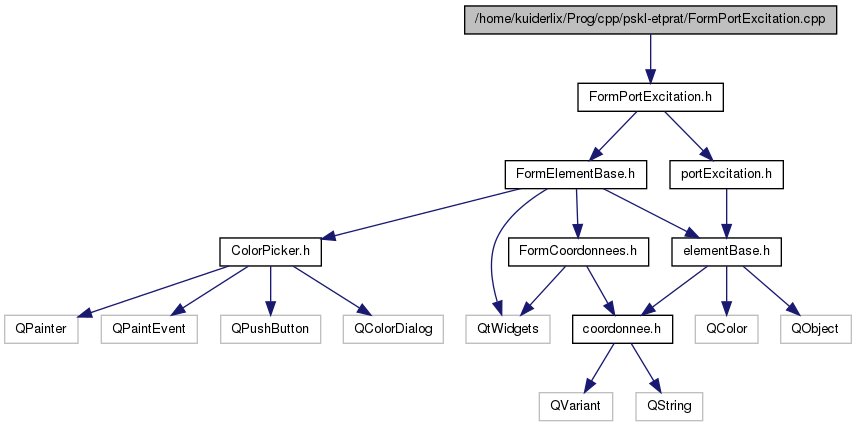 /home/kuiderlix/Prog/cpp/pskl-etprat/FormPortExcitation.cpp
FormPortExcitation.h
FormElementBase.h
portExcitation.h
ColorPicker.h
FormCoordonnees.h
elementBase.h
QPainter
QPaintEvent
QPushButton
QColorDialog
QtWidgets
coordonnee.h
QColor
QObject
QVariant
QString